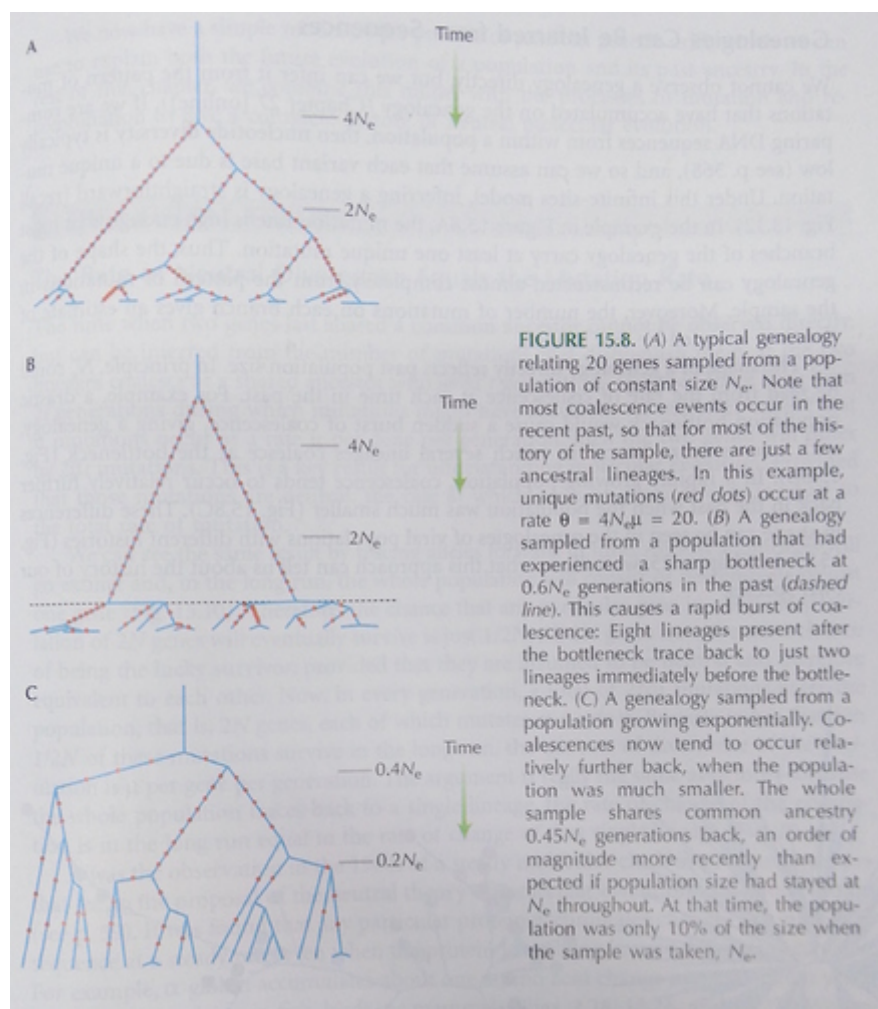 A
Time
4Nₑ
2Nₑ
B
Time
4Nₑ
2Nₑ
C
Time
0.4Nₑ
0.2Nₑ
FIGURE 15.8. (A) A typical genealogy
relating 20 genes sampled from a pop-
ulation of constant size Nₑ. Note that
most coalescence events occur in the
recent past, so that for most of the his-
tory of the sample, there are just a few
ancestral lineages. In this example,
unique mutations (red dots) occur at a
rate θ = 4Nₑμ = 20. (B) A genealogy
sampled from a population that had
experienced a sharp bottleneck at
0.6Nₑ generations in the past (dashed
line). This causes a rapid burst of coa-
lescence: Eight lineages present after
the bottleneck trace back to just two
lineages immediately before the bottle-
neck. (C) A genealogy sampled from a
population growing exponentially. Co-
alescences now tend to occur rela-
tively further back, when the popula-
tion was much smaller. The whole
sample shares common ancestry
0.45Nₑ generations back, an order of
magnitude more recently than ex-
pected if population size had stayed at
Nₑ throughout. At that time, the popu-
lation was only 10% of the size when
the sample was taken, Nₑ.